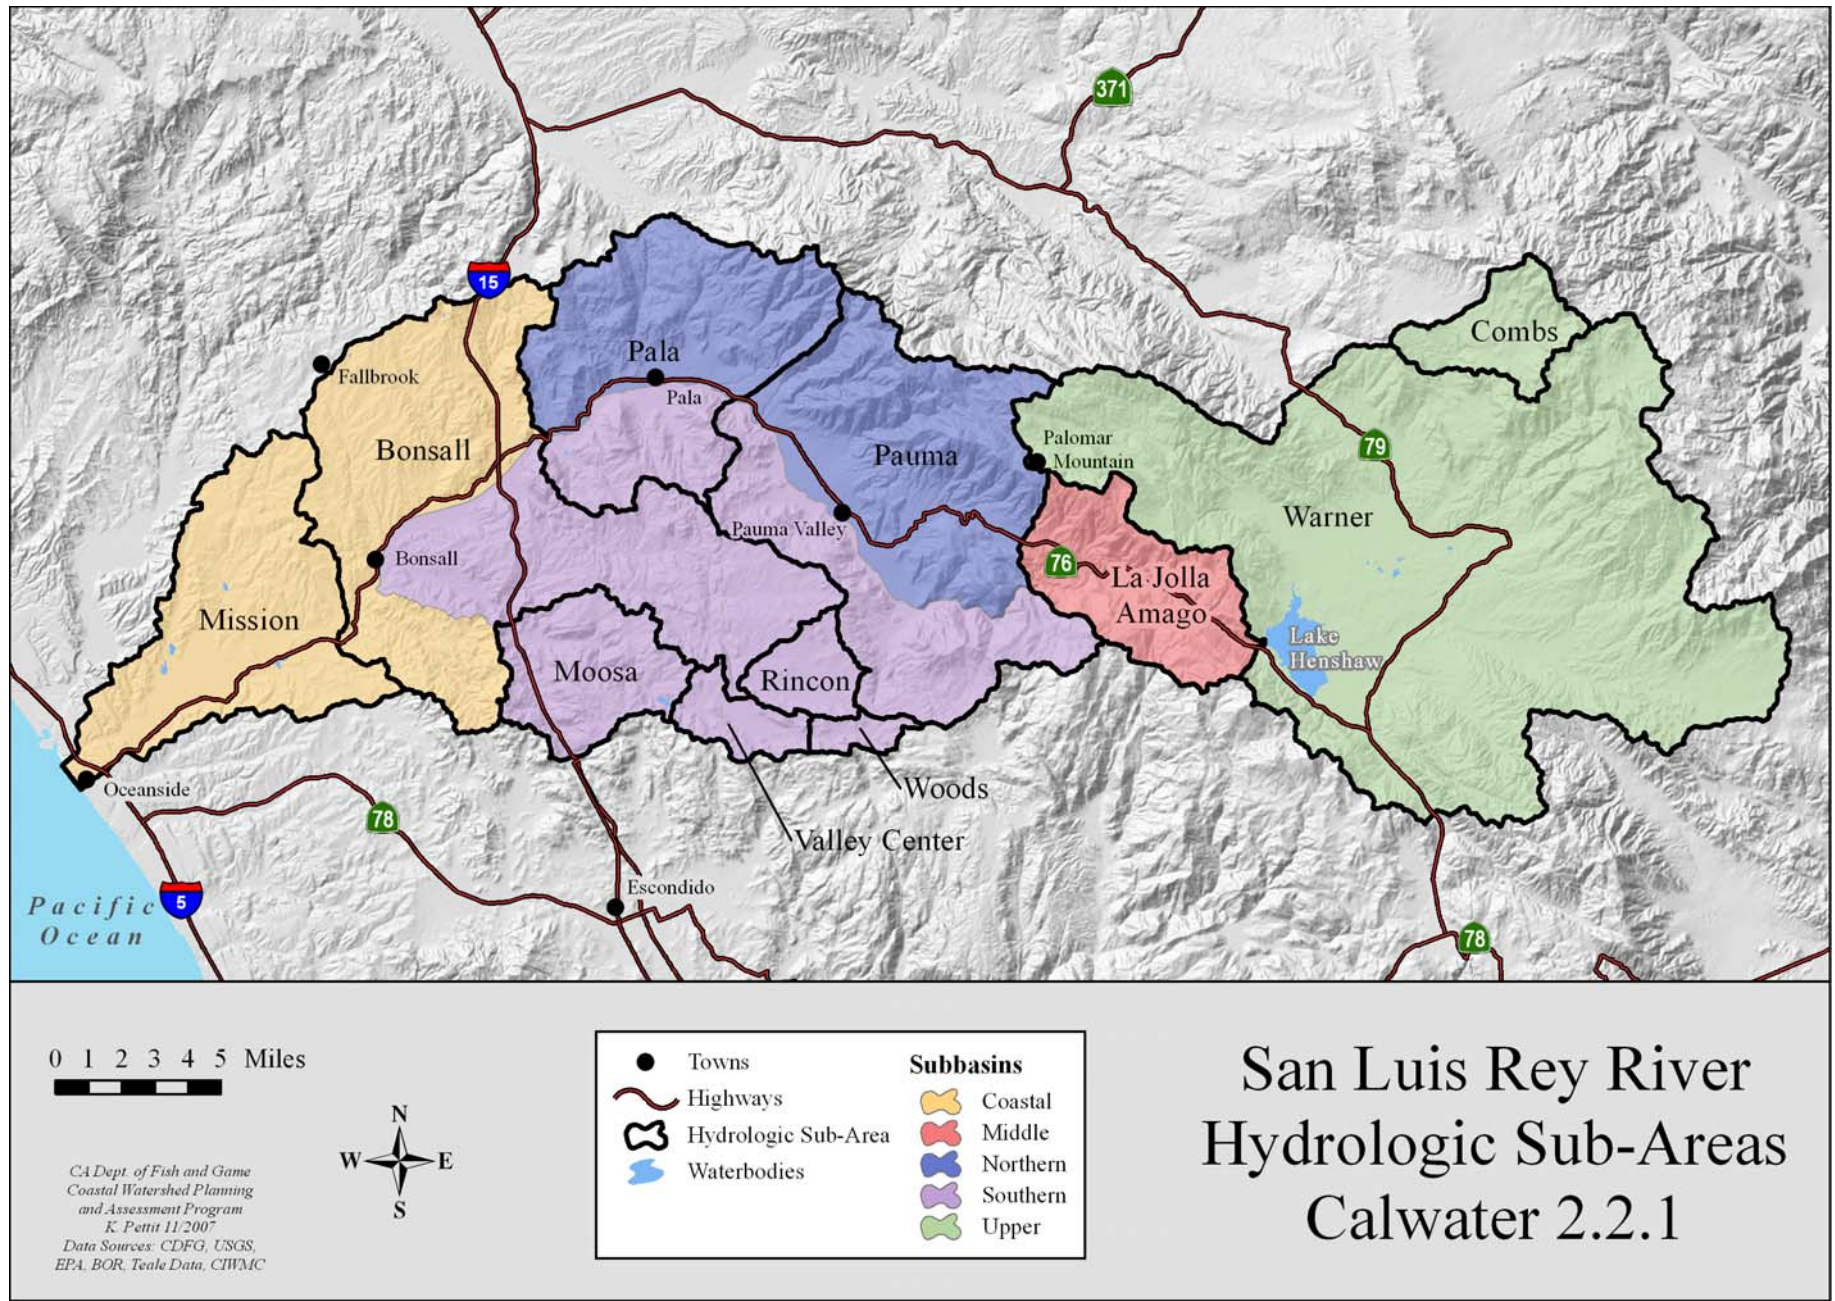 371
15
Combs
Pala
Fallbrook
Pala
Palomar
Mountain
79
Bonsall
Pauma
Warner
Pauma Valley
Bonsall
76
La Jolla
Amago
Mission
Lake
Henshaw
Moosa
Rincon
Woods
Oceanside
78
Valley Center
Escondido
5
Pacific
Ocean
78
0 1 2 3 4 5 Miles
N
W E
S
CA Dept. of Fish and Game
Coastal Watershed Planning
and Assessment Program
K. Pettit 11/2007
Data Sources: CDFG, USGS,
EPA, BOR, Teale Data, CIWMC
Towns
Highways
Hydrologic Sub-Area
Waterbodies
Subbasins
Coastal
Middle
Northern
Southern
Upper
San Luis Rey River
Hydrologic Sub-Areas
Calwater 2.2.1